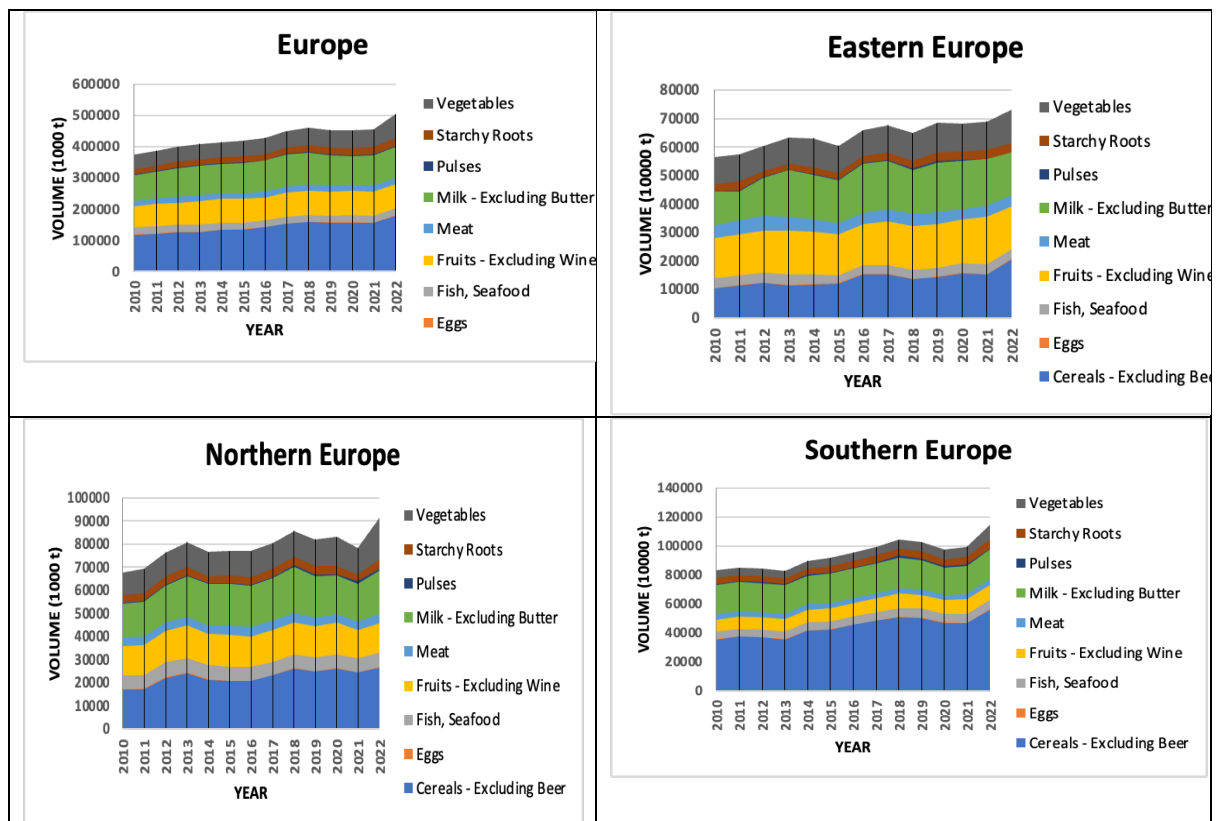 Europe
VOLUME (1000 t)
600000
500000
400000
300000
200000
100000
0
2010
2011
2012
2013
2014
2015
2016
2017
2018
2019
2020
2021
2022
YEAR
Vegetables
Starchy Roots
Pulses
Milk - Excluding Butter
Meat
Fruits - Excluding Wine
Fish, Seafood
Eggs
Eastern Europe
VOLUME (10000 t)
80000
70000
60000
50000
40000
30000
20000
10000
0
2010
2011
2012
2013
2014
2015
2016
2017
2018
2019
2020
2021
2022
YEAR
Vegetables
Starchy Roots
Pulses
Milk - Excluding Butter
Meat
Fruits - Excluding Wine
Fish, Seafood
Eggs
Cereals - Excluding Bee
Northern Europe
VOLUME (1000 t)
100000
90000
80000
70000
60000
50000
40000
30000
20000
10000
0
2010
2011
2012
2013
2014
2015
2016
2017
2018
2019
2020
2021
2022
YEAR
Vegetables
Starchy Roots
Pulses
Milk - Excluding Butter
Meat
Fruits - Excluding Wine
Fish, Seafood
Eggs
Cereals - Excluding Beer
Southern Europe
VOLUME (10000 t)
140000
120000
100000
80000
60000
40000
20000
0
2010
2011
2012
2013
2014
2015
2016
2017
2018
2019
2020
2021
2022
YEAR
Vegetables
Starchy Roots
Pulses
Milk - Excluding Butter
Meat
Fruits - Excluding Wine
Fish, Seafood
Eggs
Cereals - Excluding Beer